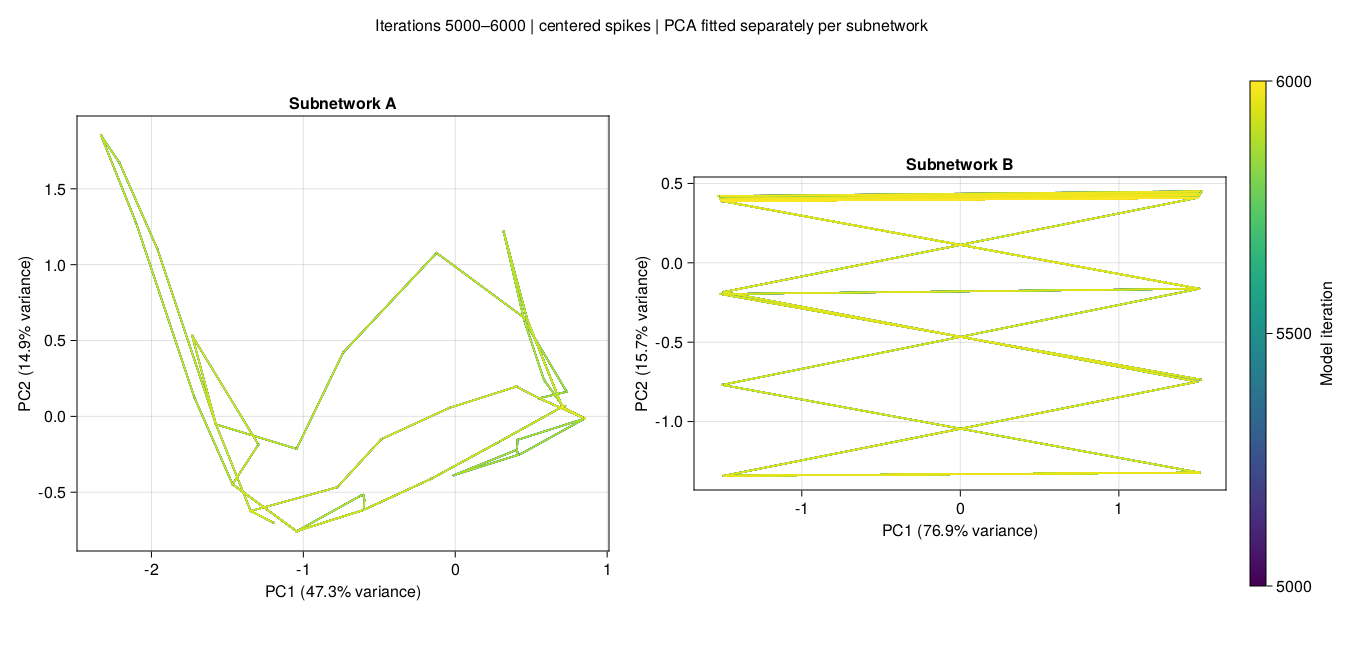 Iterations 5000–6000 | centered spikes | PCA fitted separately per subnetwork
Subnetwork A
PC2 (14.9% variance)
1.5
1.0
0.5
0.0
-0.5
-2
-1
0
1
PC1 (47.3% variance)
Subnetwork B
PC2 (15.7% variance)
0.5
0.0
-0.5
-1.0
-1
0
1
PC1 (76.9% variance)
6000
5500
5000
Model iteration